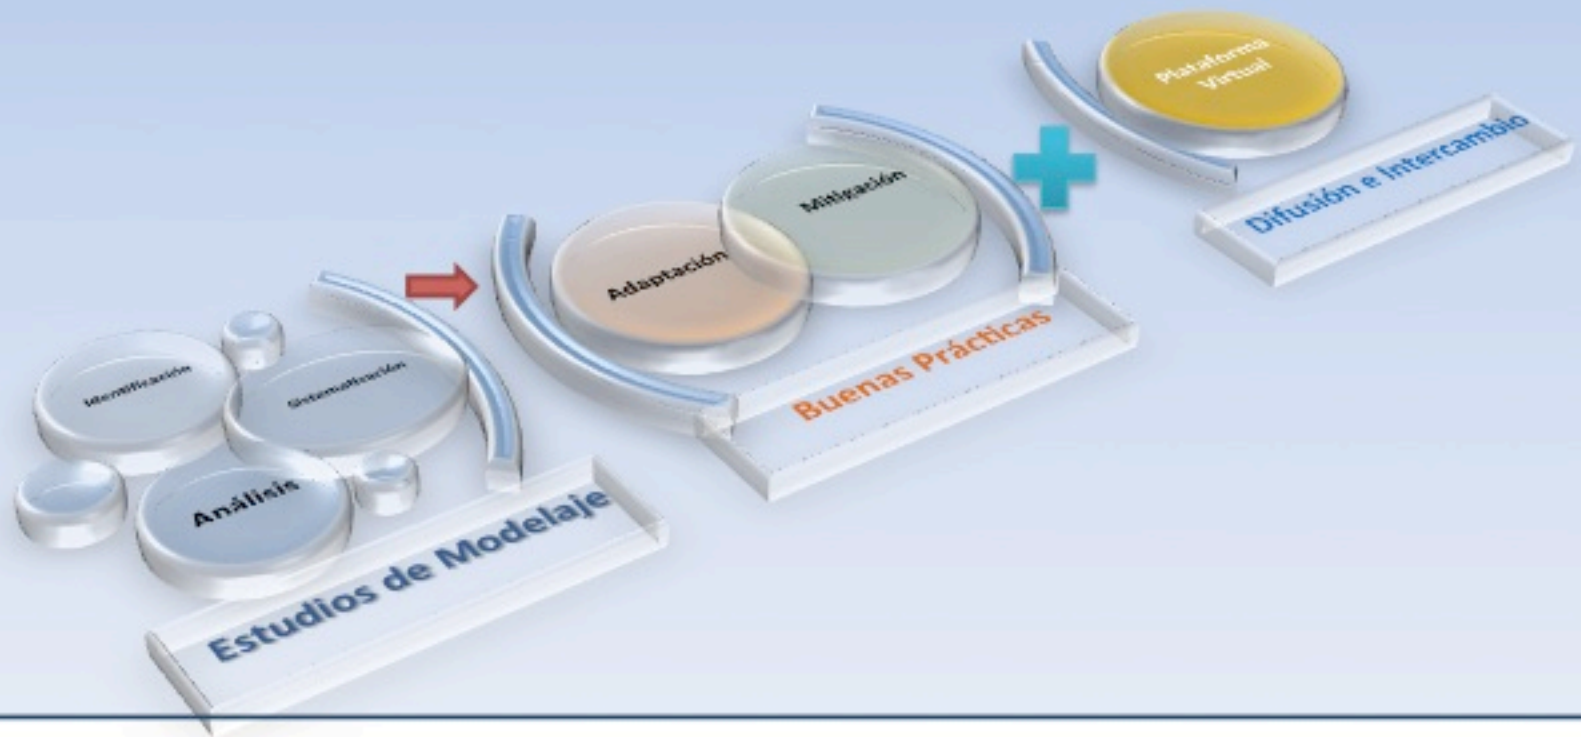 Identificación
Sistematización
Análisis
Estudios de Modelaje
Adaptación
Mitigación
Buenas Prácticas
Plataforma
Virtual
Difusión e Intercambio